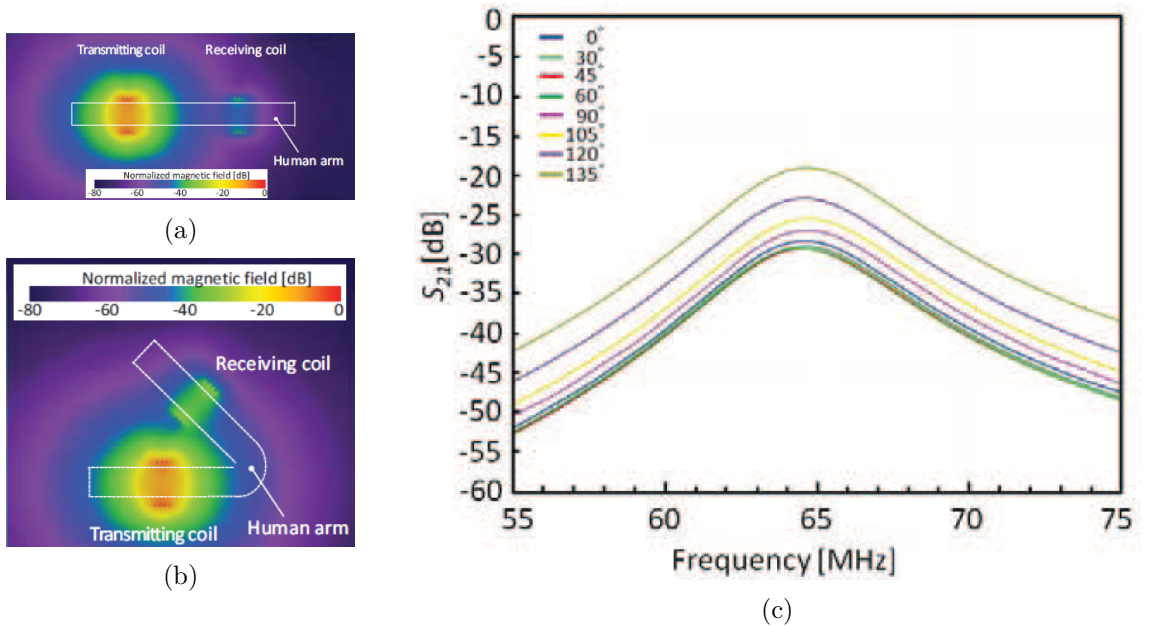 Transmitting coil
Receiving coil
Human arm
Normalized magnetic field [dB]
-80 -60 -40 -20 0
(a)
Normalized magnetic field [dB]
-80 -60 -40 -20 0
Receiving coil
Human arm
Transmitting coil
(b)
0
-5
-10
-15
-20
-25
-30
-35
-40
-45
-50
-55
-60
S21[dB]
0°
30°
45°
60°
90°
105°
120°
135°
55 60 65 70 75
Frequency [MHz]
(c)